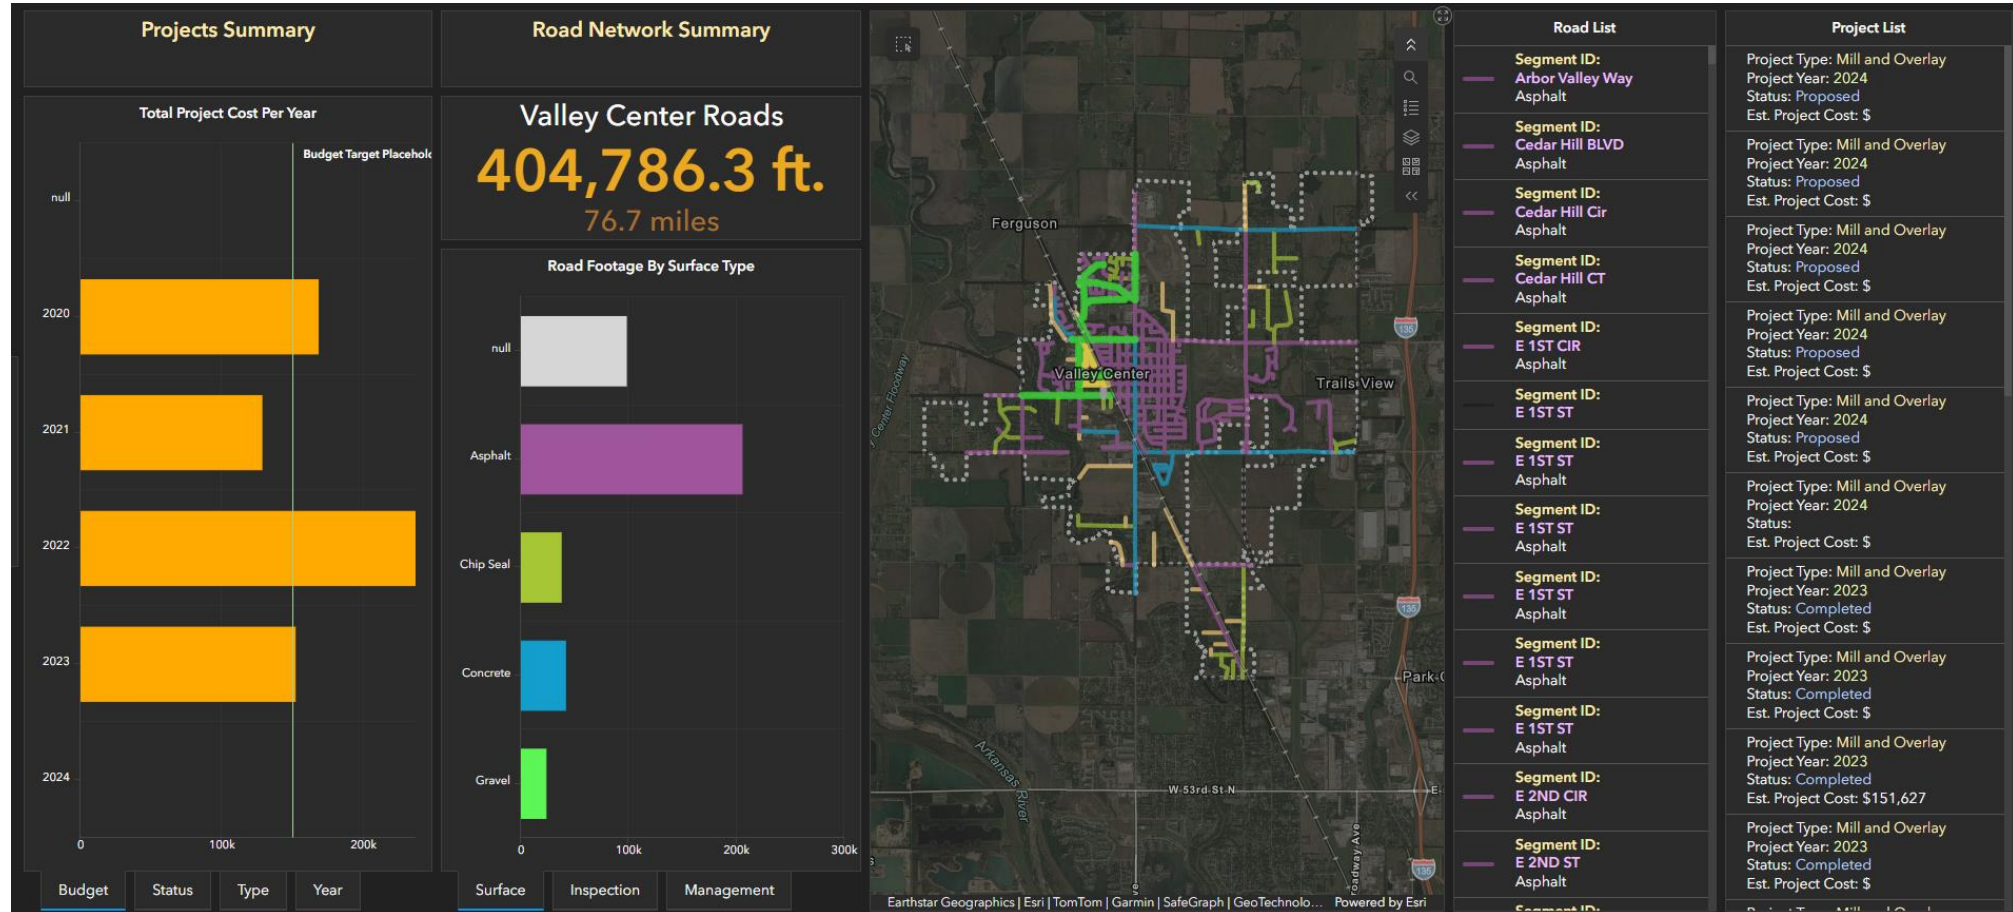 Projects Summary
Total Project Cost Per Year
Budget Target Placehol
null
2020
2021
2022
2023
2024
0
100k
200k
Budget
Status
Type
Year
Road Network Summary
Valley Center Roads
404,786.3 ft.
76.7 miles
Road Footage By Surface Type
null
Asphalt
Chip Seal
Concrete
Gravel
0
100k
200k
300k
Surface
Inspection
Management
Ferguson
Valley Center
Trails View
Center Floodway
135
135
135
Park
Arkansas River
W 53rd St N
E
roadway Ave
Earthstar Geographics | Esri | TomTom | Garmin | SafeGraph | GeoTechnolo...
Powered by Esri
Road List
Segment ID:
Arbor Valley Way
Asphalt
Segment ID:
Cedar Hill BLVD
Asphalt
Segment ID:
Cedar Hill Cir
Asphalt
Segment ID:
Cedar Hill CT
Asphalt
Segment ID:
E 1ST CIR
Asphalt
Segment ID:
E 1ST ST
Segment ID:
E 1ST ST
Asphalt
Segment ID:
E 1ST ST
Asphalt
Segment ID:
E 1ST ST
Asphalt
Segment ID:
E 1ST ST
Asphalt
Segment ID:
E 1ST ST
Asphalt
Segment ID:
E 2ND CIR
Asphalt
Segment ID:
E 2ND ST
Asphalt
Project List
Project Type: Mill and Overlay
Project Year: 2024
Status: Proposed
Est. Project Cost: $
Project Type: Mill and Overlay
Project Year: 2024
Status: Proposed
Est. Project Cost: $
Project Type: Mill and Overlay
Project Year: 2024
Status: Proposed
Est. Project Cost: $
Project Type: Mill and Overlay
Project Year: 2024
Status: Proposed
Est. Project Cost: $
Project Type: Mill and Overlay
Project Year: 2024
Status: Proposed
Est. Project Cost: $
Project Type: Mill and Overlay
Project Year: 2024
Status:
Est. Project Cost: $
Project Type: Mill and Overlay
Project Year: 2023
Status: Completed
Est. Project Cost: $
Project Type: Mill and Overlay
Project Year: 2023
Status: Completed
Est. Project Cost: $
Project Type: Mill and Overlay
Project Year: 2023
Status: Completed
Est. Project Cost: $151,627
Project Type: Mill and Overlay
Project Year: 2023
Status: Completed
Est. Project Cost: $